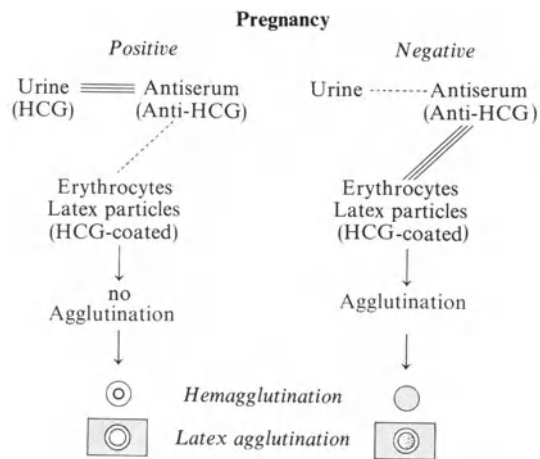 Pregnancy
Positive
Negative
Urine
(HCG)
Antiserum
(Anti-HCG)
Urine
Antiserum
(Anti-HCG)
Erythrocytes
Latex particles
(HCG-coated)
Erythrocytes
Latex particles
(HCG-coated)
no
Agglutination
Agglutination
Hemagglutination
Latex agglutination